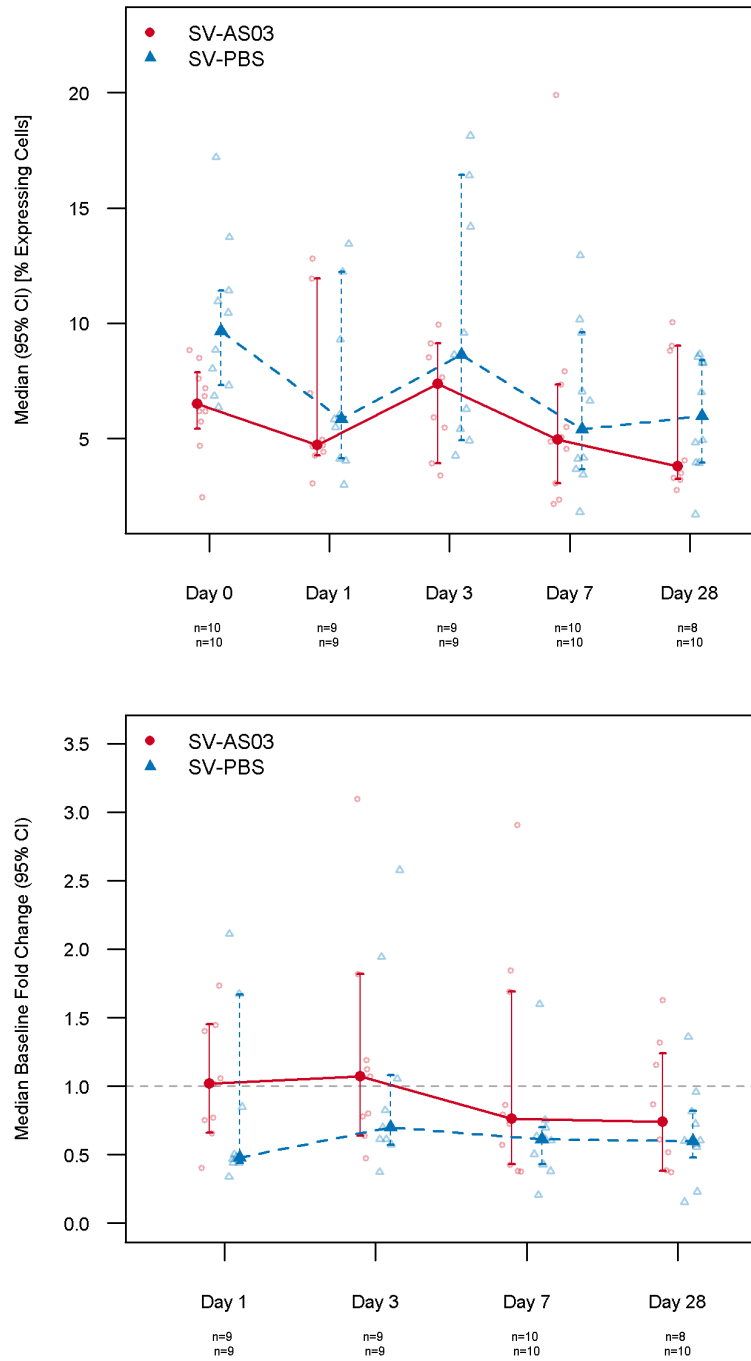 SV-AS03
SV-PBS
Median (95% CI) [% Expressing Cells]
20
15
10
5
Day 0 Day 1 Day 3 Day 7 Day 28
n=10 n=9 n=9 n=10 n=8
n=10 n=9 n=9 n=10 n=10
SV-AS03
SV-PBS
Median Baseline Fold Change (95% CI)
3.5
3.0
2.5
2.0
1.5
1.0
0.5
0.0
Day 1 Day 3 Day 7 Day 28
n=9 n=9 n=10 n=8
n=9 n=9 n=10 n=10